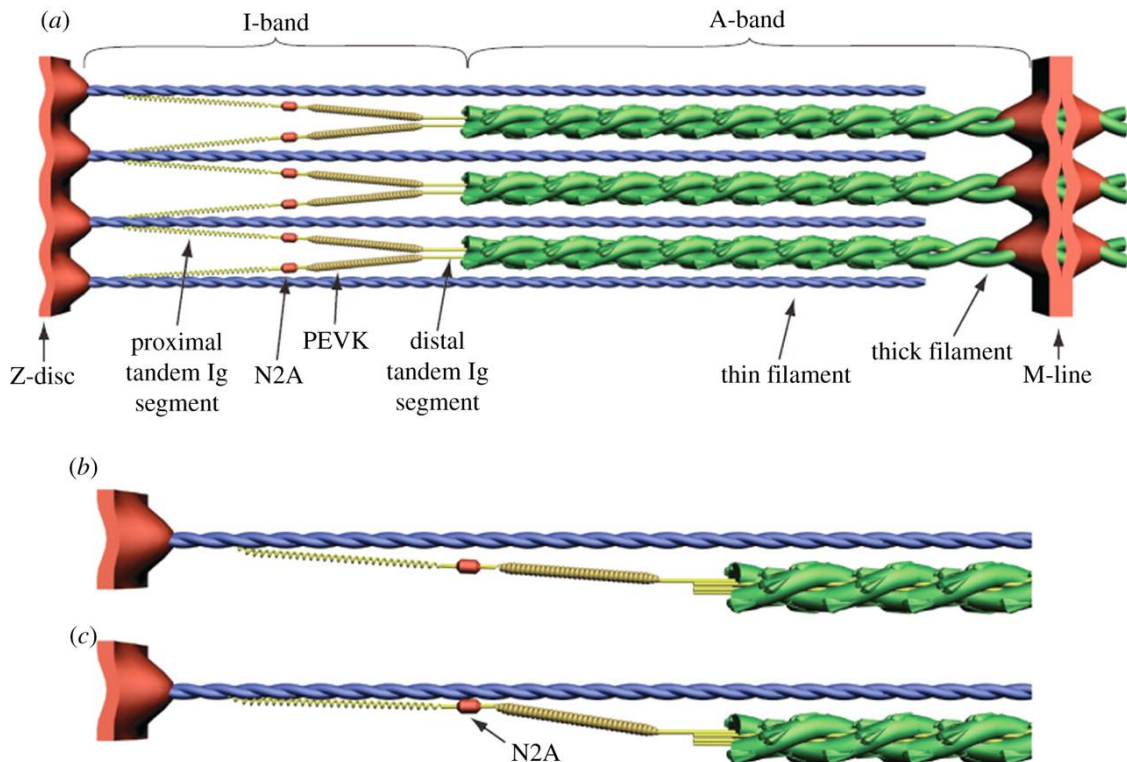 (a)
I-band
A-band
Z-disc
proximal
tandem Ig
segment
N2A
PEVK
distal
tandem Ig
segment
thin filament
thick filament
M-line
(b)
(c)
N2A